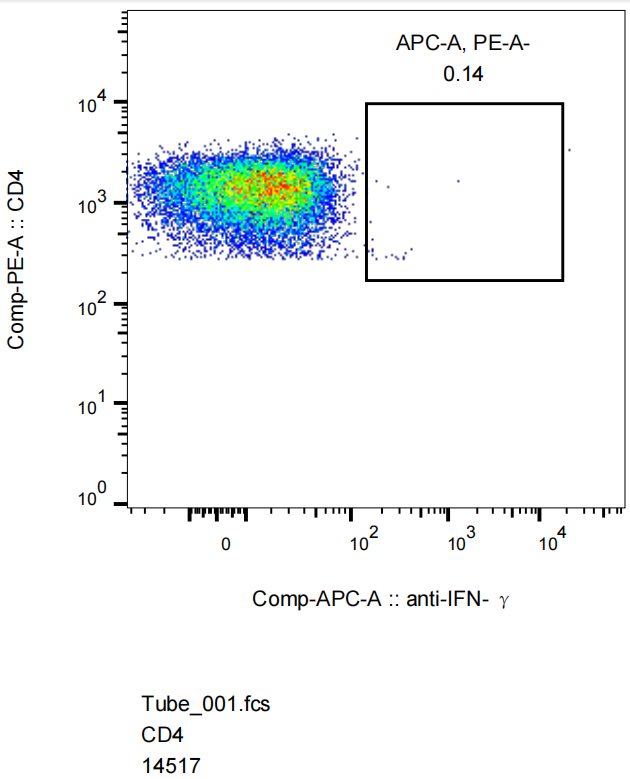 APC-A, PE-A-
0.14
10^4
10^3
10^2
10^1
10^0
Comp-PE-A :: CD4
0
10^2
10^3
10^4
Comp-APC-A :: anti-IFN- γ
Tube_001.fcs
CD4
14517